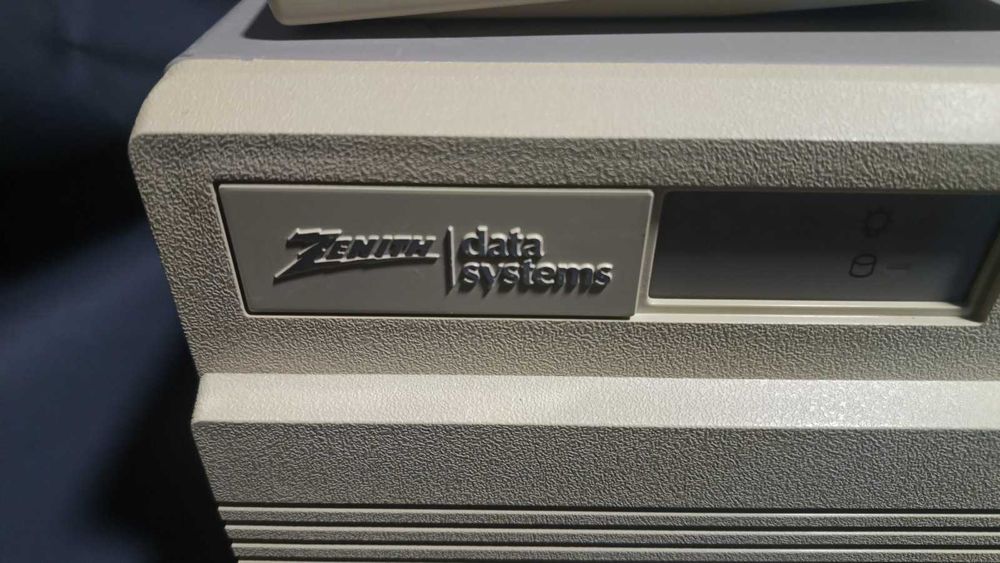 ZENITH
data
systems